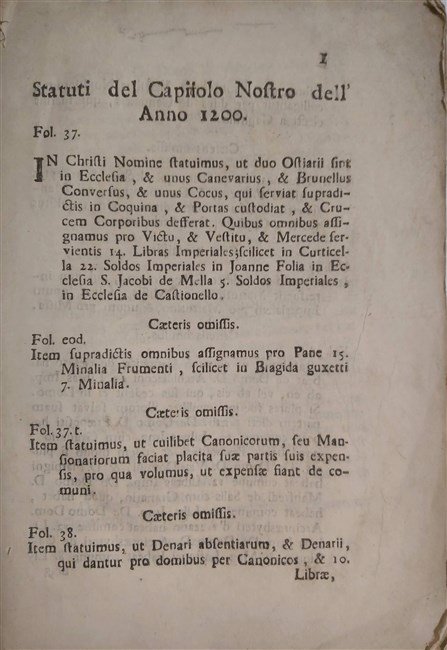 1
Statuti del Capitolo Noſtro dell'
Anno 1200.
Fol. 37.
IN Chriſti Nomine ſtatuimus, ut duo Oſtiarii ſint
in Eccleſia, & unus Canevarius, & Brunellus
Converſus, & unus Cocus, qui ſerviat ſupradi-
ctis in Coquina, & Portas cuſtodiat, & Cru-
cem Corporibus deſſerat. Quibus omnibus aſſi-
gnamus pro Victu, & Veſtitu, & Mercede ſer-
vientis 14. Libras Imperiales; ſcilicet in Curticel-
la 22. Soldos Imperiales in Joanne Folia in Ec-
cleſia S. Jacobi de Mella 5. Soldos Imperiales,
in Eccleſia de Caſtionello.
Cæteris omiſſis.
Fol. eod.
Item ſupradictis omnibus aſſignamus pro Pane 15.
Minalia Frumenti, ſcilicet in Bragida guxetti
7. Minalia.
Cæteris omiſſis.
Fol. 37. t.
Item ſtatuimus, ut cuilibet Canonicorum, ſeu Man-
ſionariorum faciat placita ſuæ partis ſuis expen-
ſis, pro qua volumus, ut expenſæ fiant de co-
muni.
Cæteris omiſſis.
Fol. 38.
Item ſtatuimus, ut Denari abſentiarum, & Denarii,
qui dantur pro domibus per Canonicos, & 10.
Libræ,